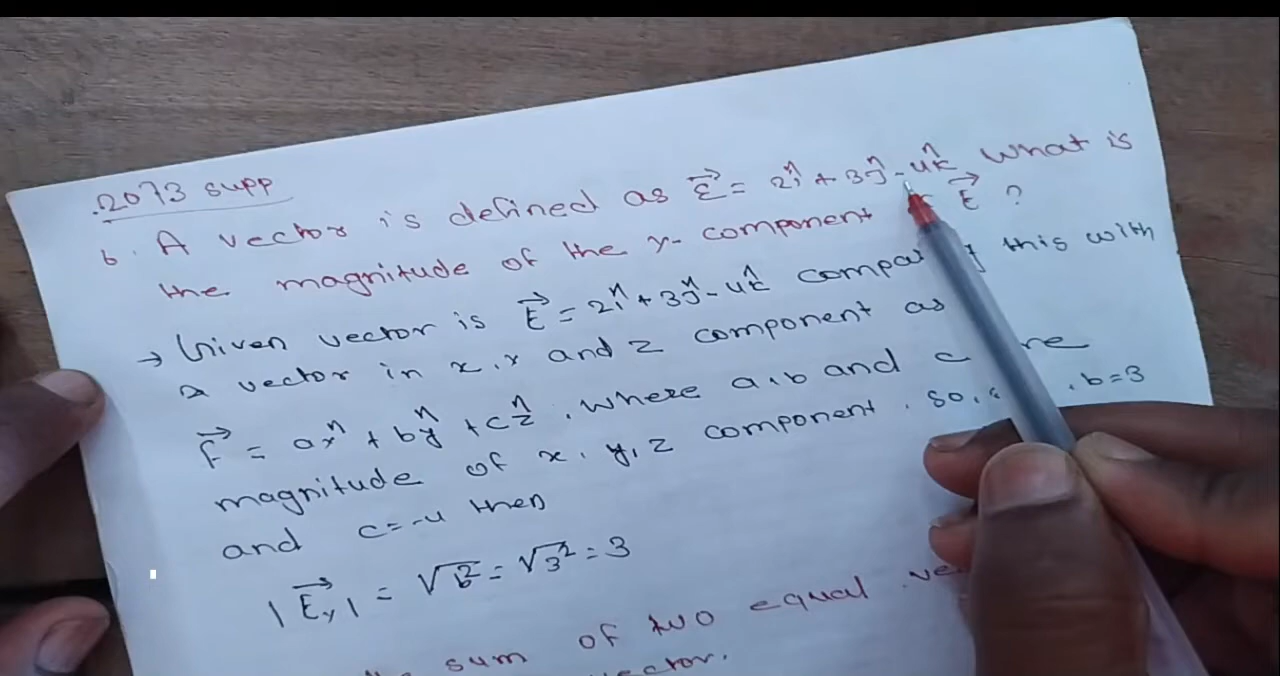 .2073 supp
6. A vector is defined as E⃗ = 2î + 3ĵ - 4k̂ What is
the magnitude of the y- component E⃗ ?
→ Given vector is E⃗ = 2î + 3ĵ - 4k̂ this with
a vector in x, y and z component as
F⃗ = ax̂ + bŷ + cẑ . Where a, b and c
magnitude of x, y, z component . So, , b=3
and c=-4 then
|E⃗y| = √b² = √3² = 3
sum of two equal
vector.